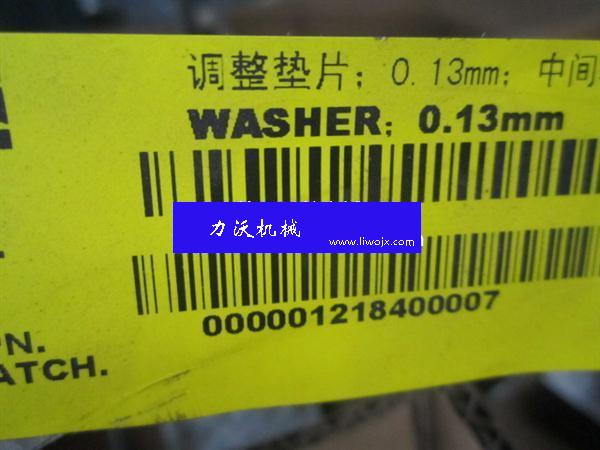 调整垫片; 0.13mm; 中间
WASHER; 0.13mm
力沃机械
www.liwojx.com
000001218400007
PN.
ATCH.